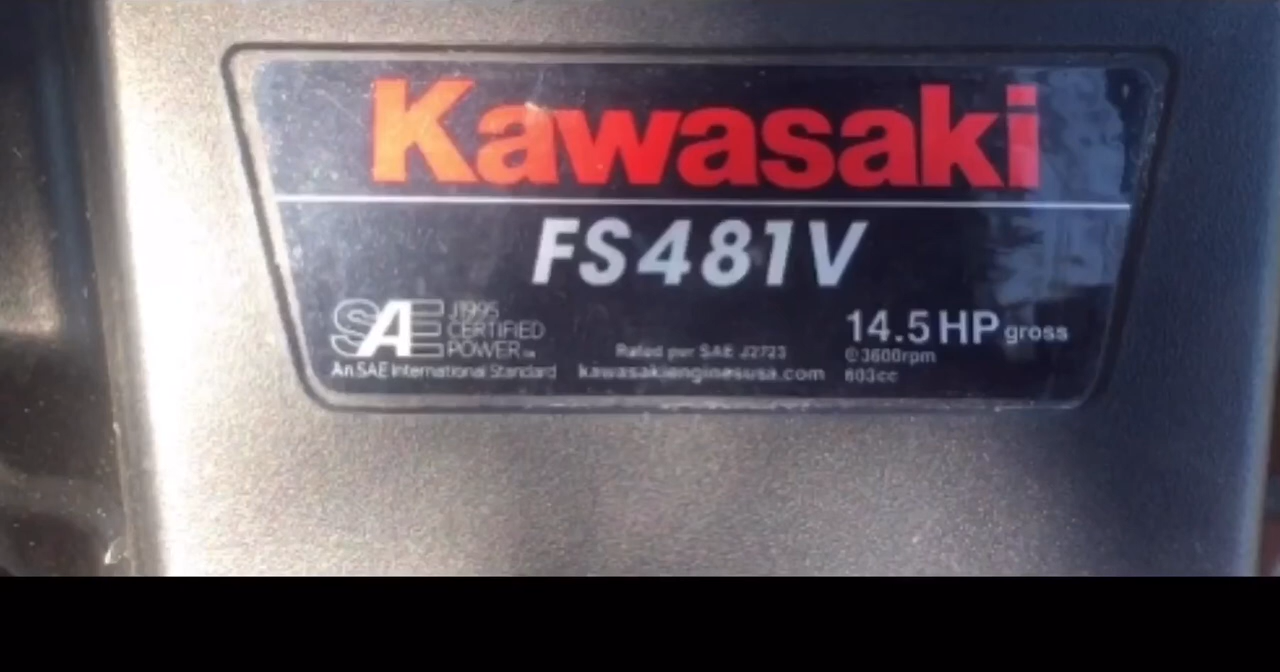 Kawasaki
FS481V
SAE J1995
CERTIFIED
POWER
An SAE International Standard
Rated per SAE J2723
kawasakienginesusa.com
14.5 HP gross
@3600rpm
603cc